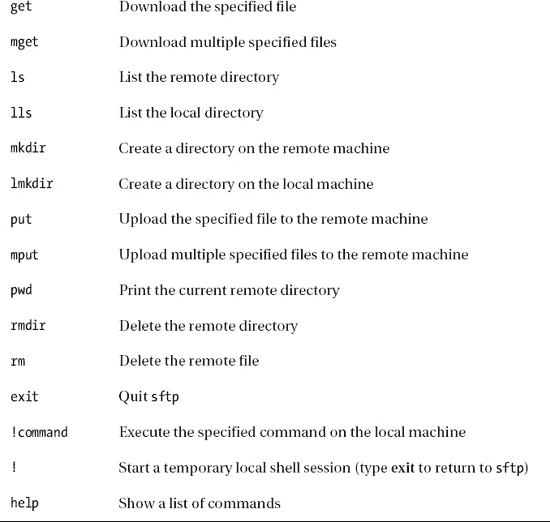 get Download the specified file
mget Download multiple specified files
ls List the remote directory
lls List the local directory
mkdir Create a directory on the remote machine
lmkdir Create a directory on the local machine
put Upload the specified file to the remote machine
mput Upload multiple specified files to the remote machine
pwd Print the current remote directory
rmdir Delete the remote directory
rm Delete the remote file
exit Quit sftp
!command Execute the specified command on the local machine
! Start a temporary local shell session (type exit to return to sftp)
help Show a list of commands